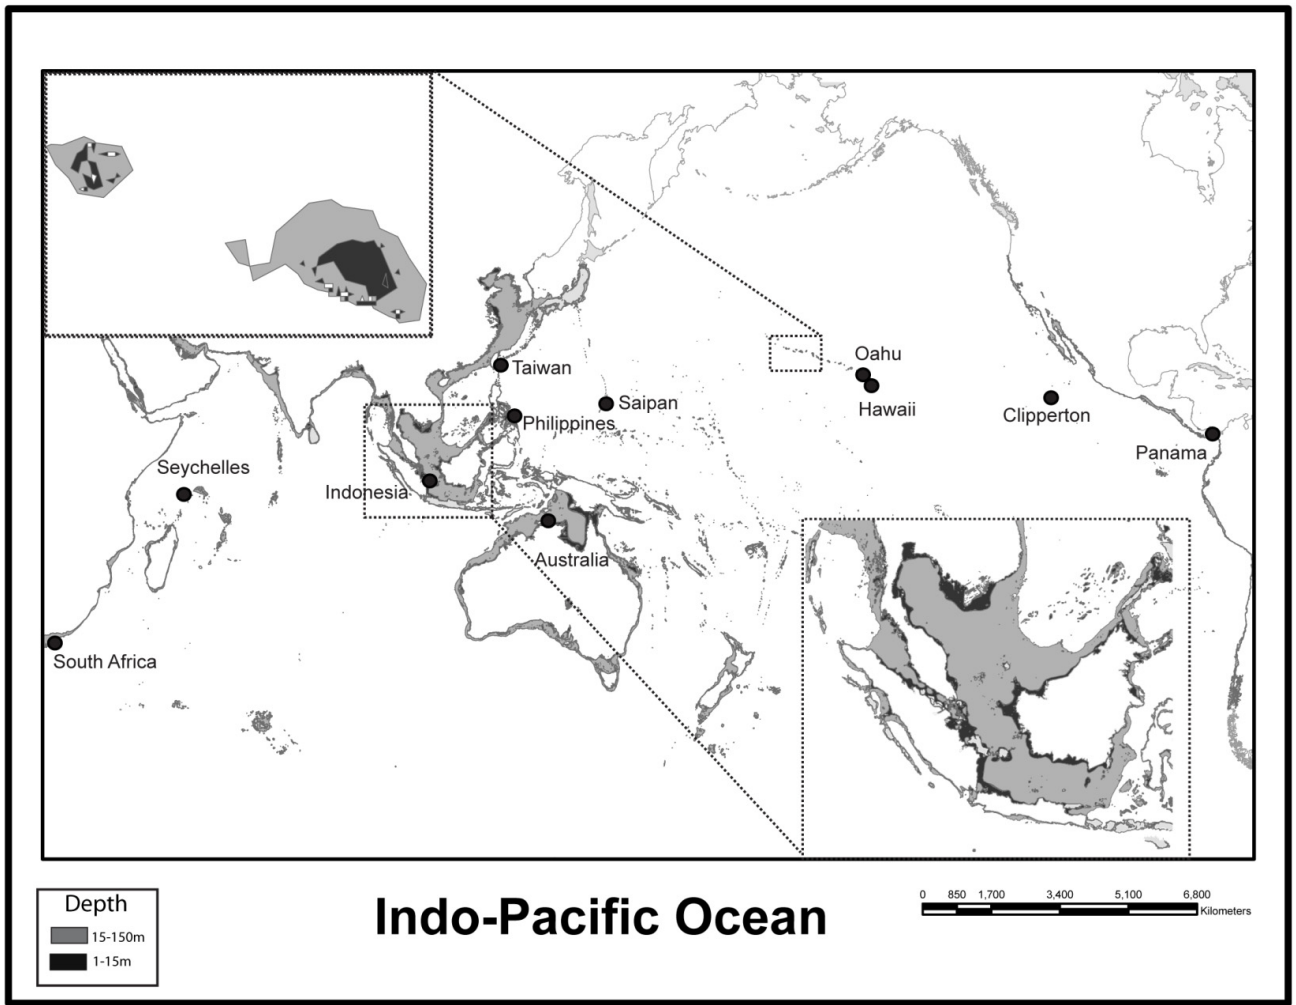 Oahu
Taiwan
Saipan
Hawaii
Clipperton
Philippines
Panama
Seychelles
Indonesia
Australia
South Africa
Depth
15-150m
1-15m
Indo-Pacific Ocean
0 850 1,700 3,400 5,100 6,800
Kilometers